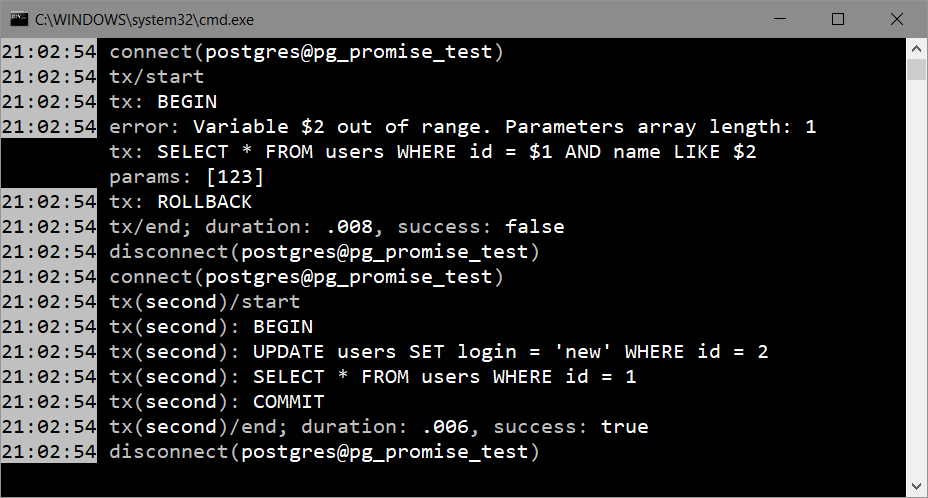 C:\WINDOWS\system32\cmd.exe
21:02:54 connect(postgres@pg_promise_test)
21:02:54 tx/start
21:02:54 tx: BEGIN
21:02:54 error: Variable $2 out of range. Parameters array length: 1
tx: SELECT * FROM users WHERE id = $1 AND name LIKE $2
params: [123]
21:02:54 tx: ROLLBACK
21:02:54 tx/end; duration: .008, success: false
21:02:54 disconnect(postgres@pg_promise_test)
21:02:54 connect(postgres@pg_promise_test)
21:02:54 tx(second)/start
21:02:54 tx(second): BEGIN
21:02:54 tx(second): UPDATE users SET login = 'new' WHERE id = 2
21:02:54 tx(second): SELECT * FROM users WHERE id = 1
21:02:54 tx(second): COMMIT
21:02:54 tx(second)/end; duration: .006, success: true
21:02:54 disconnect(postgres@pg_promise_test)